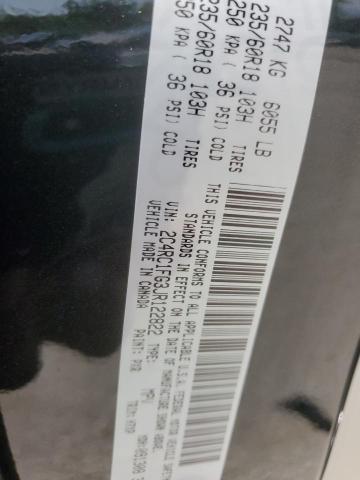 2747 KG 6055 LB
235/60R18 103H TIRES
250 KPA ( 36 PSI) COLD
235/60R18 103H TIRES
250 KPA ( 36 PSI) COLD
THIS VEHICLE CONFORMS TO ALL APPLICABLE U.S.A. FEDERAL MOTOR VEHICLE
STANDARDS IN EFFECT ON THE DATE OF MANUFACTURE SHOWN ABOVE.
VIN: 2C4RC1FG3JR122822 MPV
VEHICLE MADE IN CANADA
PAINT: PXR